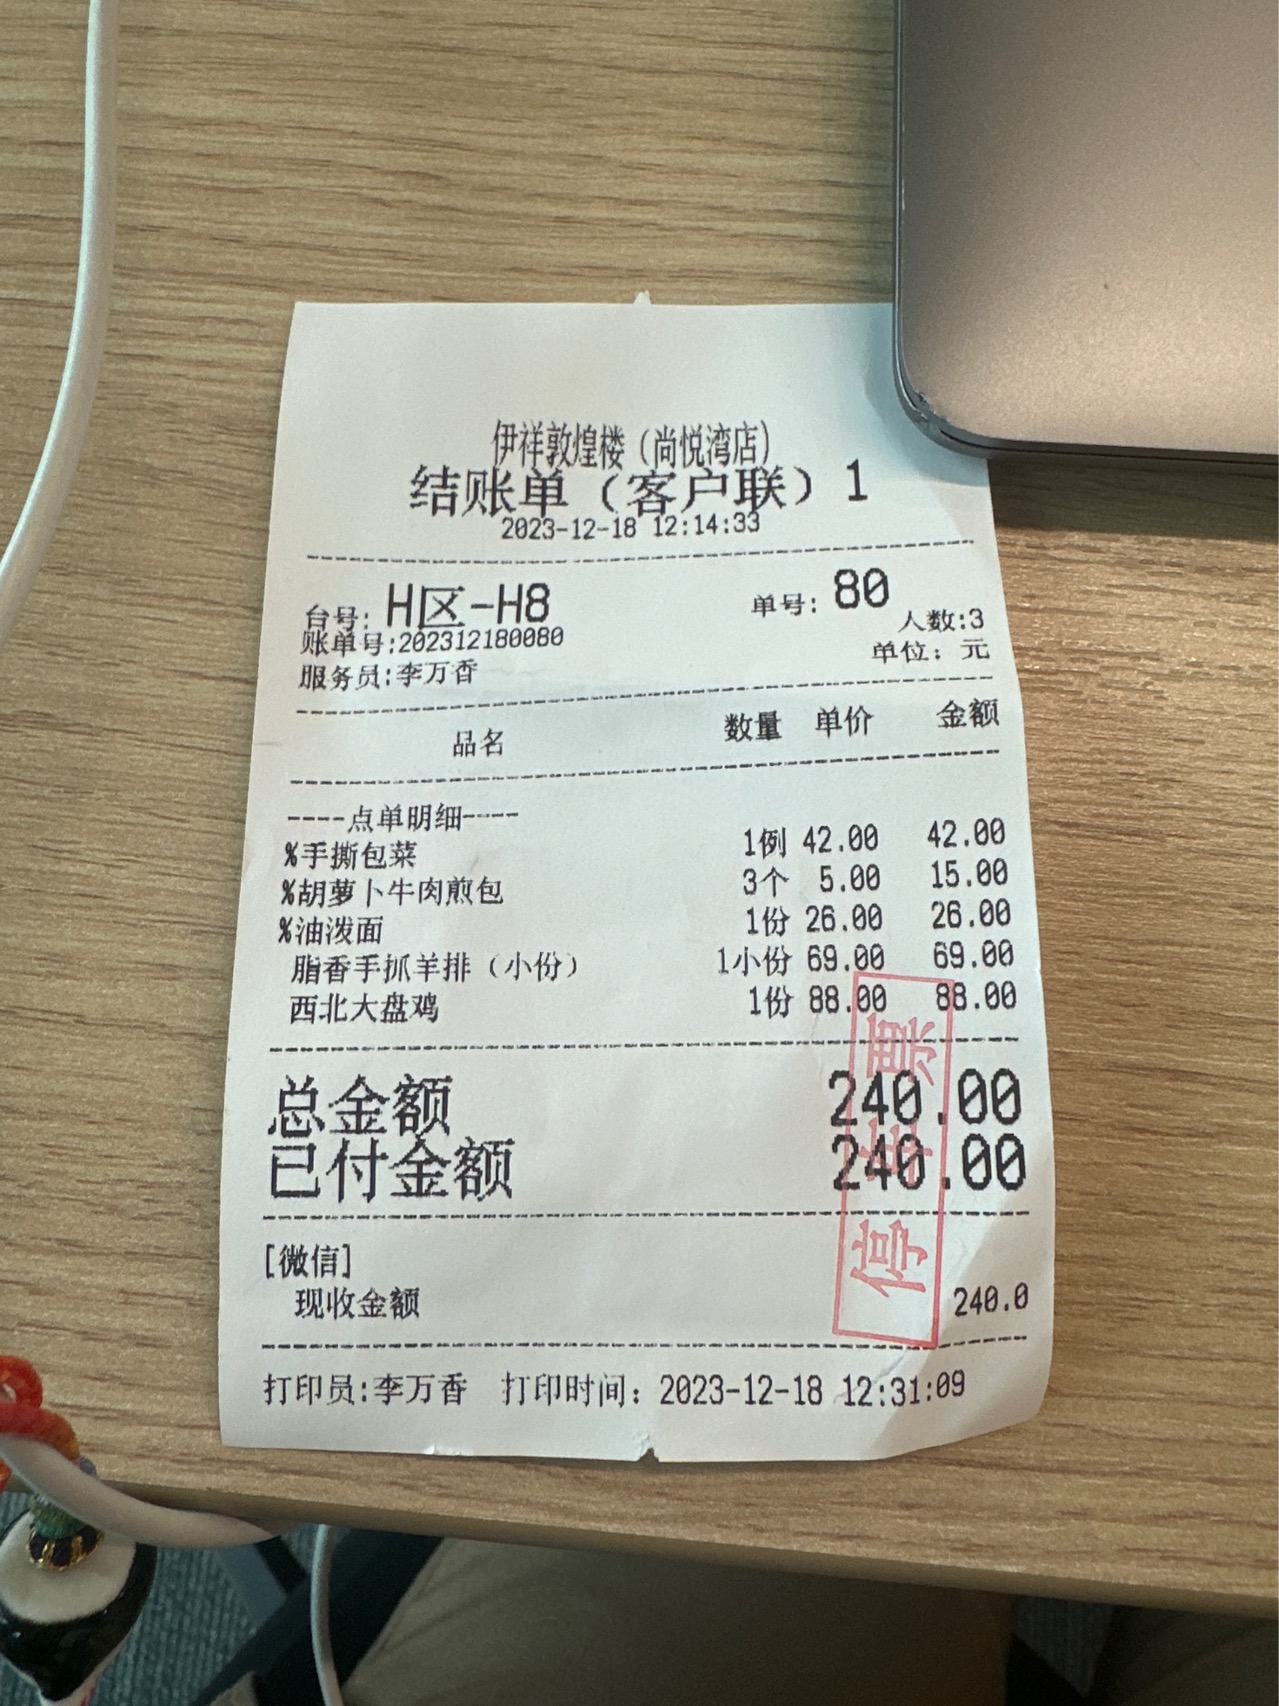 伊祥敦煌楼（尚悦湾店）
结账单（客户联）1
2023-12-18 12:14:33
台号: H区-H8 单号: 80
账单号:202312180080 人数:3
服务员:李万香 单位: 元
品名 数量 单价 金额
----点单明细----
%手撕包菜 1例 42.00 42.00
%胡萝卜牛肉煎包 3个 5.00 15.00
%油泼面 1份 26.00 26.00
脂香手抓羊排（小份） 1小份 69.00 69.00
西北大盘鸡 1份 88.00 88.00
总金额 240.00
已付金额 240.00
[微信]
现收金额 240.0
打印员:李万香 打印时间: 2023-12-18 12:31:09
停车票